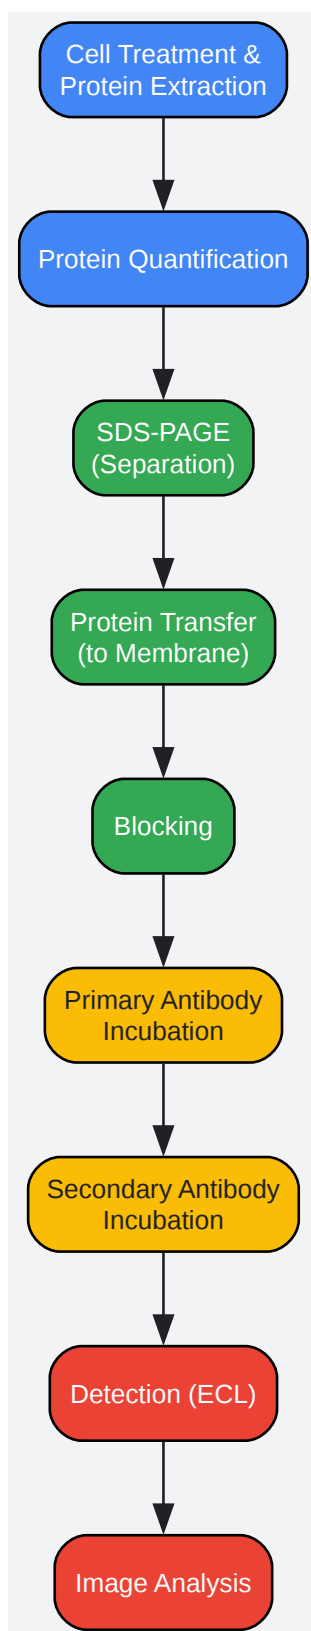 Cell Treatment &
Protein Extraction
Protein Quantification
SDS-PAGE
(Separation)
Protein Transfer
(to Membrane)
Blocking
Primary Antibody
Incubation
Secondary Antibody
Incubation
Detection (ECL)
Image Analysis